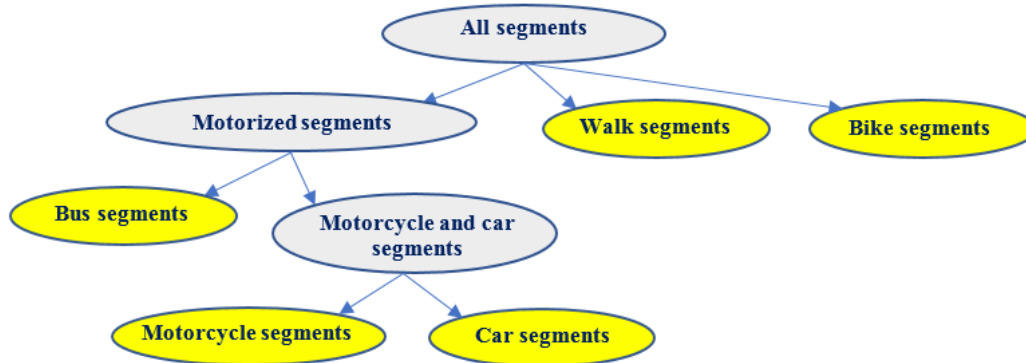 All segments
Motorized segments
Walk segments
Bike segments
Bus segments
Motorcycle and car
segments
Motorcycle segments
Car segments